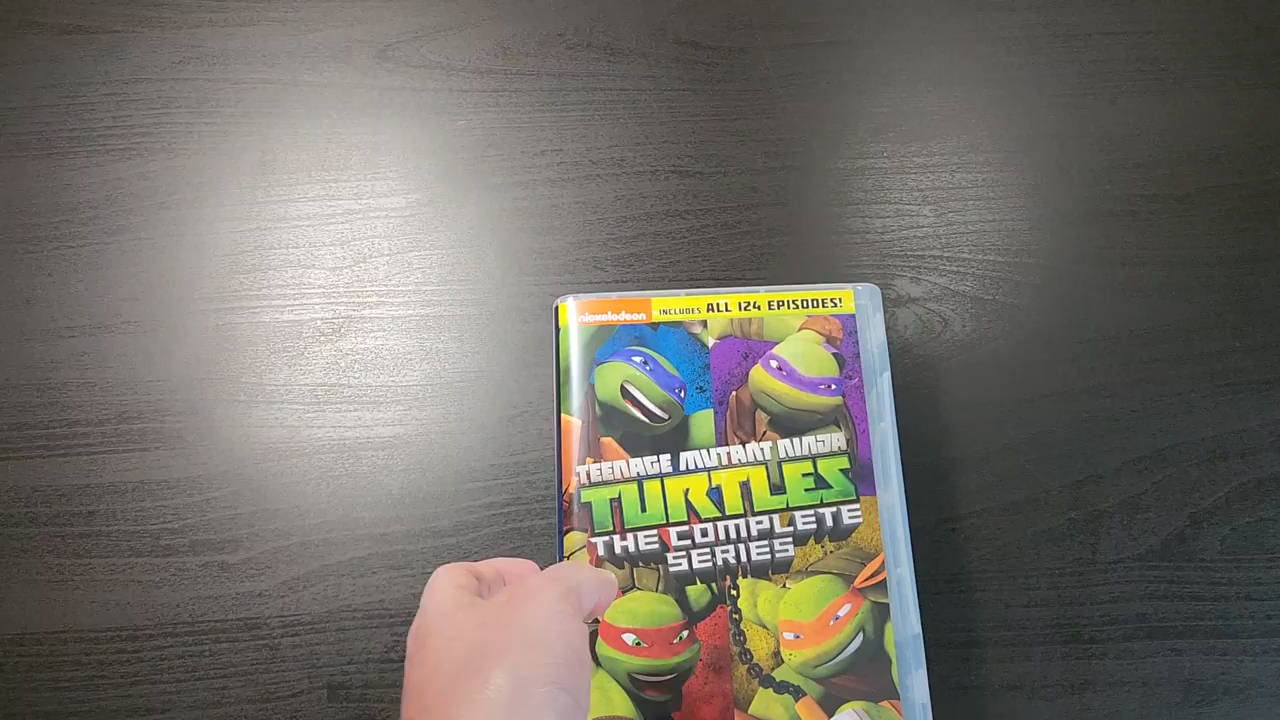 nickelodeon INCLUDES ALL 124 EPISODES!
TEENAGE MUTANT NINJA
TURTLES
THE COMPLETE
SERIES